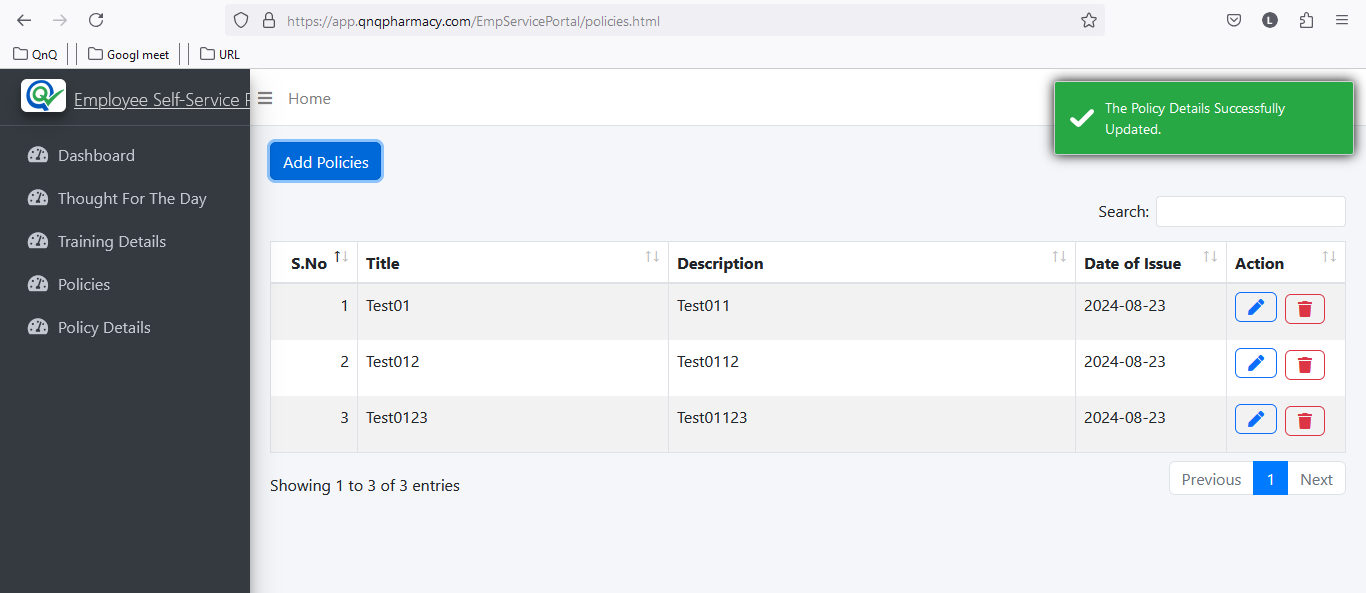 https://app.qnqpharmacy.com/EmpServicePortal/policies.html
L
QnQ
Googl meet
URL
Employee Self-Service P
Home
The Policy Details Successfully
Updated.
Dashboard
Thought For The Day
Training Details
Policies
Policy Details
Add Policies
Search:
S.No Title Description Date of Issue Action
1 Test01 Test011 2024-08-23
2 Test012 Test0112 2024-08-23
3 Test0123 Test01123 2024-08-23
Showing 1 to 3 of 3 entries
Previous 1 Next